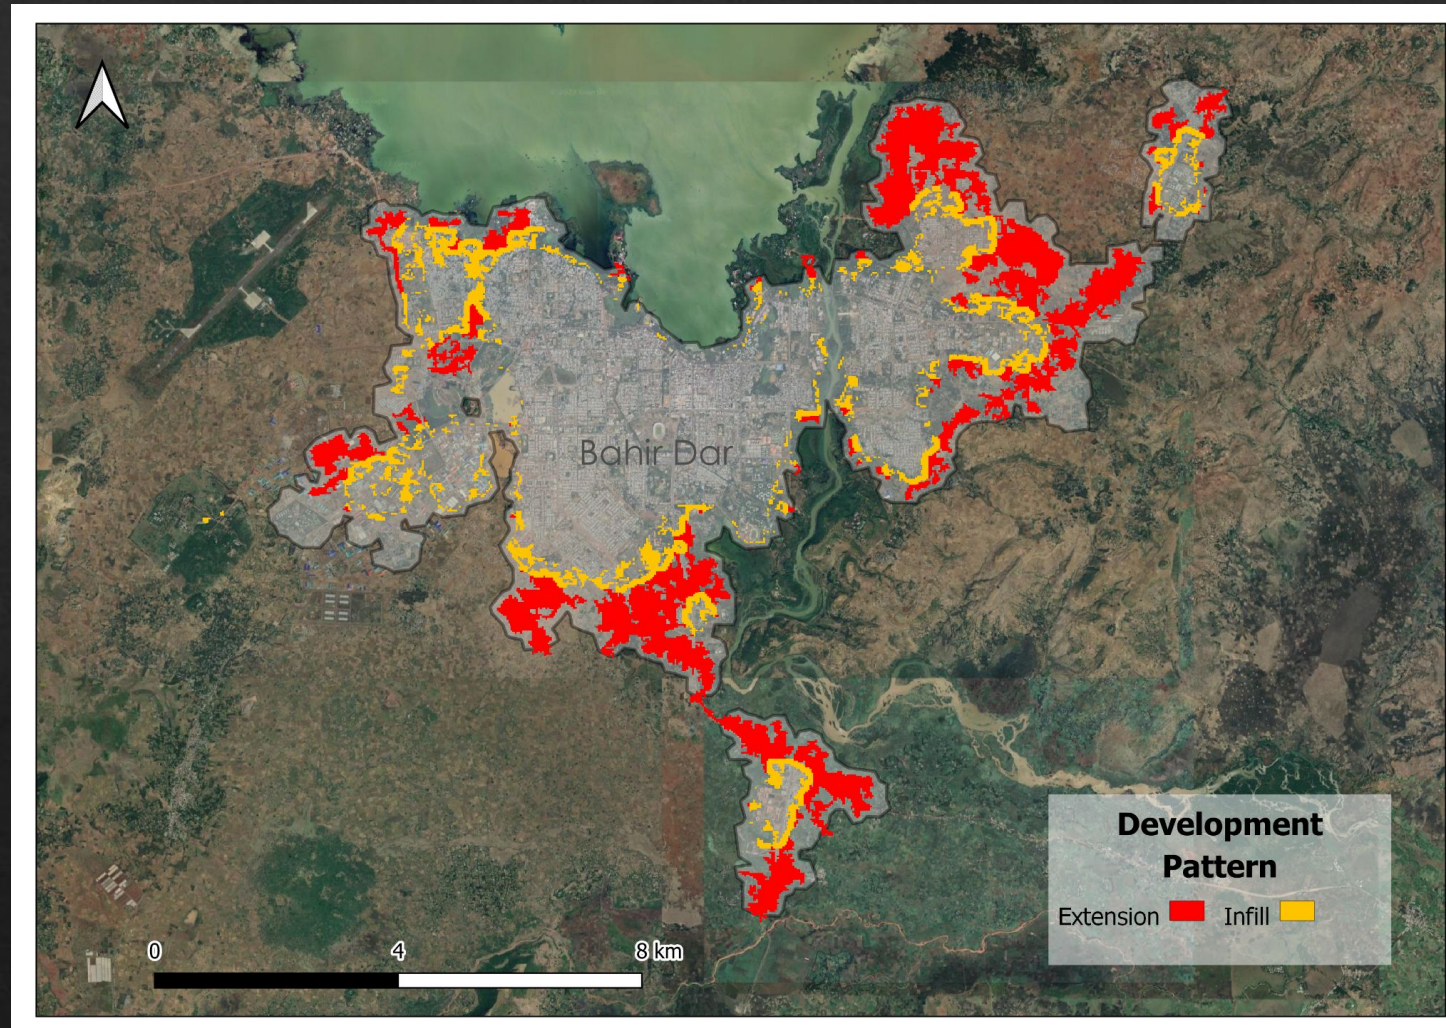 Bahir Dar
Development
Pattern
Extension Infill
0 4 8 km